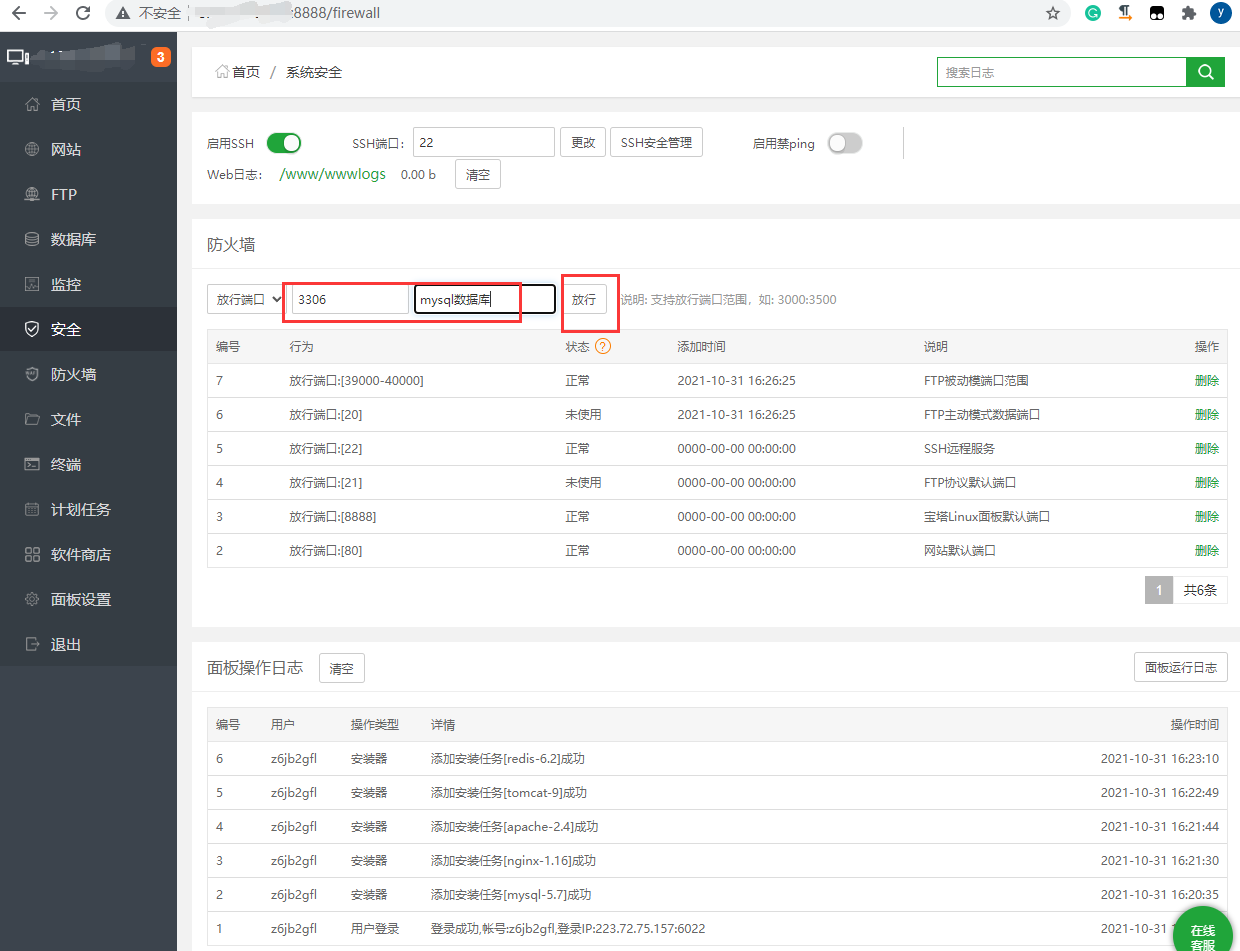 不安全 :8888/firewall
y
3
首页
网站
FTP
数据库
监控
安全
防火墙
文件
终端
计划任务
软件商店
面板设置
退出
首页 / 系统安全
搜索日志
启用SSH SSH端口: 22 更改 SSH安全管理 启用禁ping
Web日志: /www/wwwlogs 0.00 b 清空
防火墙
放行端口 3306 mysql数据库 放行 说明: 支持放行端口范围，如: 3000:3500
编号 行为 状态 ? 添加时间 说明 操作
7 放行端口:[39000-40000] 正常 2021-10-31 16:26:25 FTP被动模端口范围 删除
6 放行端口:[20] 未使用 2021-10-31 16:26:25 FTP主动模式数据端口 删除
5 放行端口:[22] 正常 0000-00-00 00:00:00 SSH远程服务 删除
4 放行端口:[21] 未使用 0000-00-00 00:00:00 FTP协议默认端口 删除
3 放行端口:[8888] 正常 0000-00-00 00:00:00 宝塔Linux面板默认端口 删除
2 放行端口:[80] 正常 0000-00-00 00:00:00 网站默认端口 删除
1 共6条
面板操作日志 清空 面板运行日志
编号 用户 操作类型 详情 操作时间
6 z6jb2gfl 安装器 添加安装任务[redis-6.2]成功 2021-10-31 16:23:10
5 z6jb2gfl 安装器 添加安装任务[tomcat-9]成功 2021-10-31 16:22:49
4 z6jb2gfl 安装器 添加安装任务[apache-2.4]成功 2021-10-31 16:21:44
3 z6jb2gfl 安装器 添加安装任务[nginx-1.16]成功 2021-10-31 16:21:30
2 z6jb2gfl 安装器 添加安装任务[mysql-5.7]成功 2021-10-31 16:20:35
1 z6jb2gfl 用户登录 登录成功,帐号:z6jb2gfl,登录IP:223.72.75.157:6022 2021-10-31
在线
客服